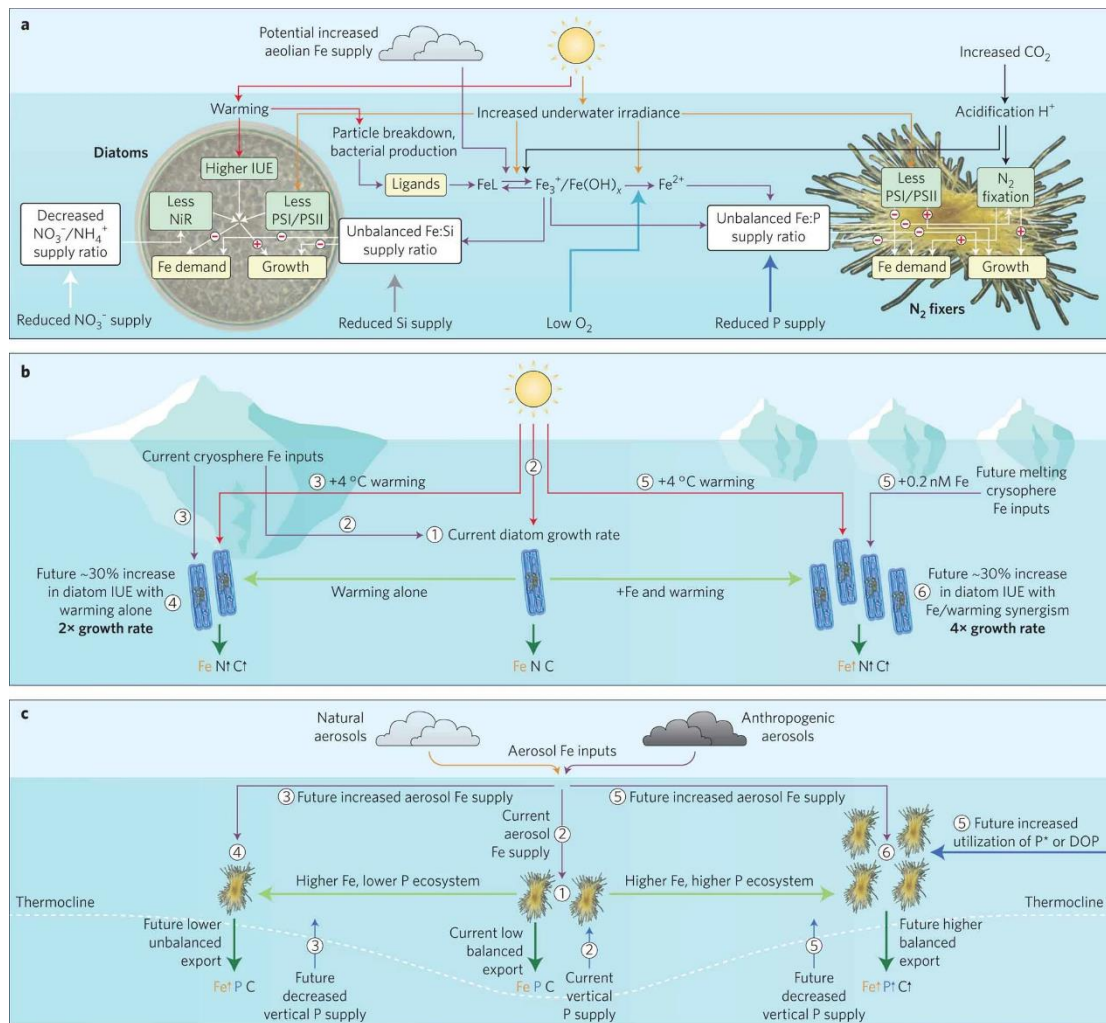 a
Potential increased
aeolian Fe supply
Increased CO2
Warming
Increased underwater irradiance
Acidification H+
Particle breakdown,
bacterial production
Diatoms
Higher IUE
Less
NiR
Less
PSI/PSII
Ligands
FeL
Fe3+/Fe(OH)x
Fe2+
Less
PSI/PSII
N2
fixation
Decreased
NO3−/NH4+
supply ratio
Unbalanced Fe:Si
supply ratio
Unbalanced Fe:P
supply ratio
− − + −
− + − − + +
Fe demand
Growth
Fe demand
Growth
N2 fixers
Reduced NO3− supply
Reduced Si supply
Low O2
Reduced P supply
b
Current cryosphere Fe inputs
③ +4 °C warming
②
⑤ +4 °C warming
⑤ +0.2 nM Fe
Future melting
crysophere
Fe inputs
③
②
① Current diatom growth rate
Future ~30% increase
in diatom IUE with
warming alone
2× growth rate
④
Warming alone
+Fe and warming
⑥
Future ~30% increase
in diatom IUE with
Fe/warming synergism
4× growth rate
Fe N↑ C↑
Fe N C
Fe↑ N↑ C↑
c
Natural
aerosols
Anthropogenic
aerosols
Aerosol Fe inputs
③ Future increased aerosol Fe supply
⑤ Future increased aerosol Fe supply
Current
aerosol
Fe supply
②
④
⑥
⑤ Future increased
utilization of P* or DOP
Higher Fe, lower P ecosystem
①
Higher Fe, higher P ecosystem
Thermocline
Thermocline
Future lower
unbalanced
export
③
Current low
balanced
export
②
⑤
Future higher
balanced
export
Fe↑ P C
Future
decreased
vertical P supply
Fe P C
Current
vertical
P supply
Future
decreased
vertical P supply
Fe↑ P↑ C↑